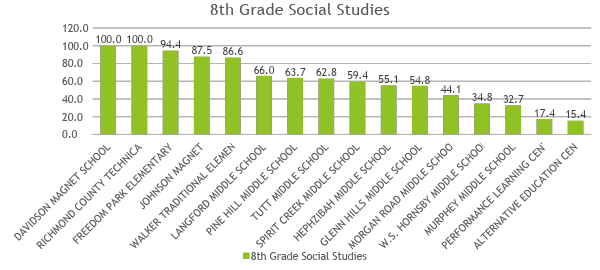 8th Grade Social Studies
120.0
100.0
80.0
60.0
40.0
20.0
0.0
100.0 100.0 94.4 87.5 86.6 66.0 63.7 62.8 59.4 55.1 54.8 44.1 34.8 32.7 17.4 15.4
DAVIDSON MAGNET SCHOOL
RICHMOND COUNTY TECHNICA
FREEDOM PARK ELEMENTARY
JOHNSON MAGNET
WALKER TRADITIONAL ELEMEN
LANGFORD MIDDLE SCHOOL
PINE HILL MIDDLE SCHOOL
TUTT MIDDLE SCHOOL
SPIRIT CREEK MIDDLE SCHOOL
HEPHZIBAH MIDDLE SCHOOL
GLENN HILLS MIDDLE SCHOOL
MORGAN ROAD MIDDLE SCHOO
W.S. HORNSBY MIDDLE SCHOO
MURPHEY MIDDLE SCHOOL
PERFORMANCE LEARNING CEN
ALTERNATIVE EDUCATION CEN
8th Grade Social Studies